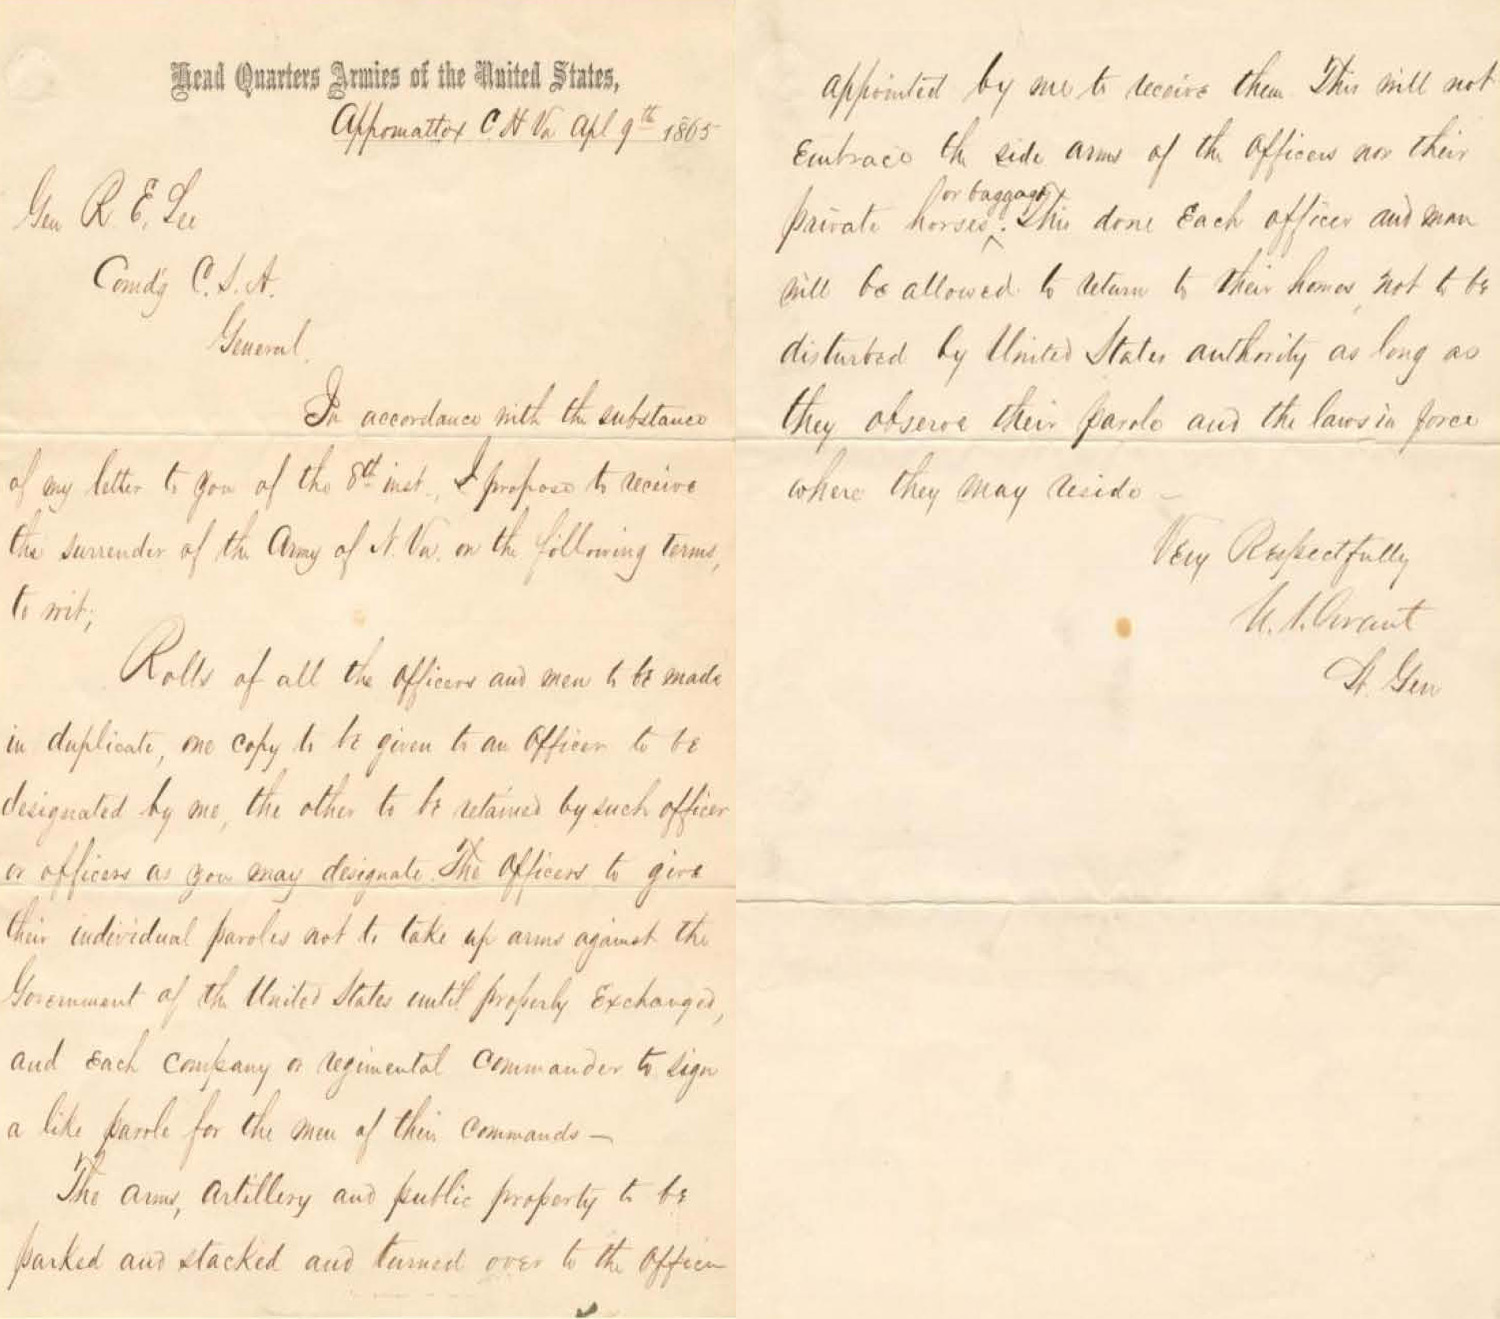 Head Quarters Armies of the United States,
Appomattox C. H. Va Apl 9th 1865
Gen R. E. Lee
Comdg C. S. A.
General,
In accordance with the substance
of my letter to you of the 8th inst., I propose to receive
the surrender of the Army of N. Va. on the following terms,
to wit;
Rolls of all the officers and men to be made
in duplicate, one copy to be given to an Officer to be
designated by me, the other to be retained by such officer
or officers as you may designate. The Officers to give
their individual paroles not to take up arms against the
Government of the United States until properly Exchanged,
and Each company or regimental commander to sign
a like parole for the men of their commands —
The arms, artillery and public property to be
parked and stacked and turned over to the Officer
appointed by me to receive them. This will not
Embrace the side arms of the Officers nor their
private horses or baggage. This done Each officer and man
will be allowed to return to their homes, not to be
disturbed by United States authority as long as
they observe their parole and the laws in force
where they may reside —
Very Respectfully
U. S. Grant
Lt. Gen